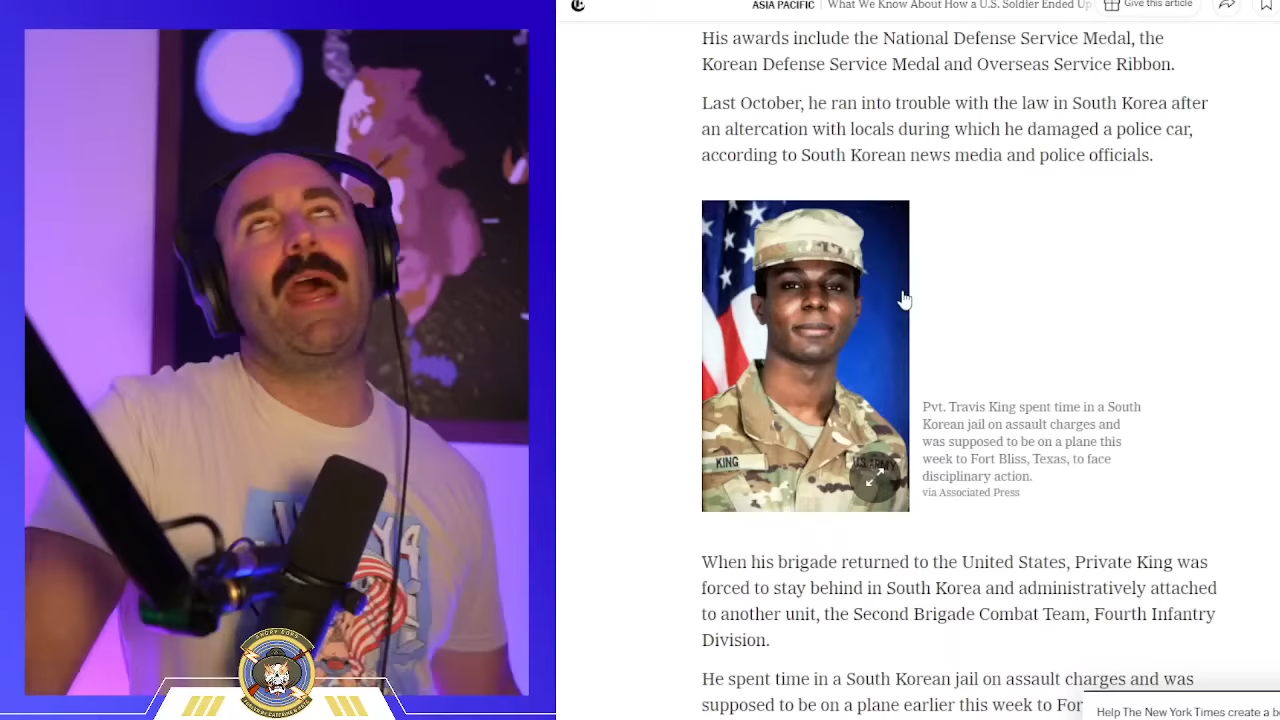 ASIA PACIFIC | What We Know About How a U.S. Soldier Ended Up
Give this article
His awards include the National Defense Service Medal, the
Korean Defense Service Medal and Overseas Service Ribbon.
Last October, he ran into trouble with the law in South Korea after
an altercation with locals during which he damaged a police car,
according to South Korean news media and police officials.
KING
U.S. ARMY
Pvt. Travis King spent time in a South
Korean jail on assault charges and
was supposed to be on a plane this
week to Fort Bliss, Texas, to face
disciplinary action.
via Associated Press
When his brigade returned to the United States, Private King was
forced to stay behind in South Korea and administratively attached
to another unit, the Second Brigade Combat Team, Fourth Infantry
Division.
He spent time in a South Korean jail on assault charges and was
supposed to be on a plane earlier this week to For
Help The New York Times create a be